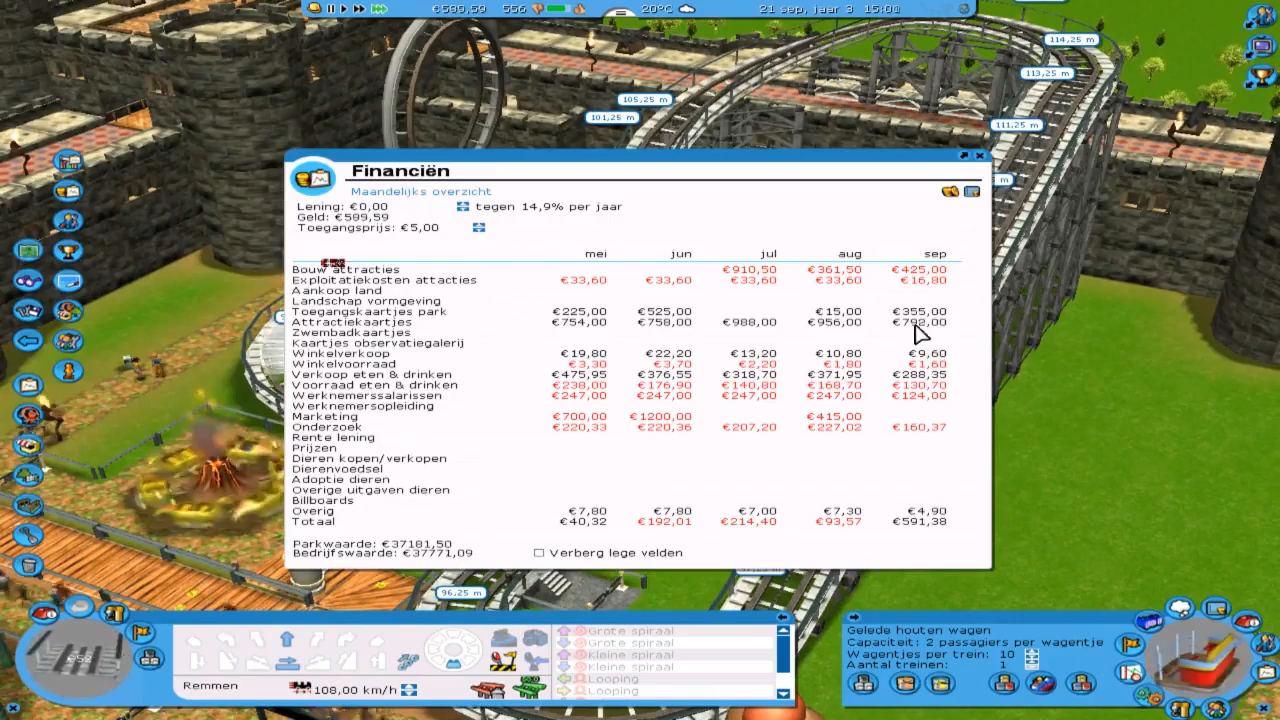 €599,59 556 20°C 21 sep, jaar 3 15:00
114,25 m
113,25 m
105,25 m
101,25 m
111,25 m
m
Financiën
Maandelijks overzicht
Lening: €0,00 tegen 14,9% per jaar
Geld: €599,59
Toegangsprijs: €5,00
mei jun jul aug sep
Bouw attracties €910,50 €361,50 €425,00
Exploitatiekosten attacties €33,60 €33,60 €33,60 €33,60 €16,80
Aankoop land
Landschap vormgeving
Toegangskaartjes park €225,00 €525,00 €15,00 €355,00
Attractiekaartjes €754,00 €758,00 €988,00 €956,00 €792,00
Zwembadkaartjes
Kaartjes observatiegalerij
Winkelverkoop €19,80 €22,20 €13,20 €10,80 €9,60
Winkelvoorraad €3,30 €3,70 €2,20 €1,80 €1,60
Verkoop eten & drinken €475,95 €376,55 €318,70 €371,95 €288,35
Voorraad eten & drinken €238,00 €176,90 €140,80 €168,70 €130,70
Werknemerssalarissen €247,00 €247,00 €247,00 €247,00 €124,00
Werknemersopleiding
Marketing €700,00 €1200,00 €415,00
Onderzoek €220,33 €220,36 €207,20 €227,02 €160,37
Rente lening
Prijzen
Dieren kopen/verkopen
Dierenvoedsel
Adoptie dieren
Overige uitgaven dieren
Billboards
Overig €7,80 €7,80 €7,00 €7,30 €4,90
Totaal €40,32 €192,01 €214,40 €93,57 €591,38
Parkwaarde: €37181,50
Bedrijfswaarde: €37771,09 Verberg lege velden
96,25 m
€52
Remmen 108,00 km/h
Grote spiraal
Grote spiraal
Kleine spiraal
Kleine spiraal
Looping
Looping
Gelede houten wagen
Capaciteit: 2 passagiers per wagentje
Wagentjes per trein: 10
Aantal treinen: 1